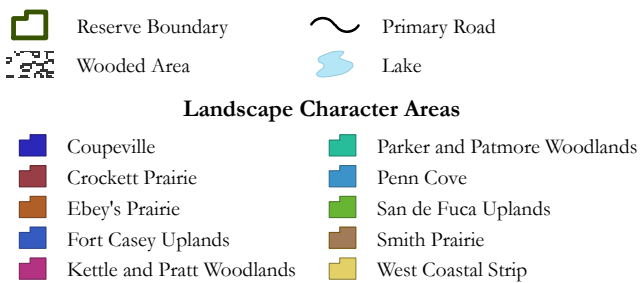 Reserve Boundary
Primary Road
Wooded Area
Lake
Landscape Character Areas
Coupeville
Parker and Patmore Woodlands
Crockett Prairie
Penn Cove
Ebey's Prairie
San de Fuca Uplands
Fort Casey Uplands
Smith Prairie
Kettle and Pratt Woodlands
West Coastal Strip